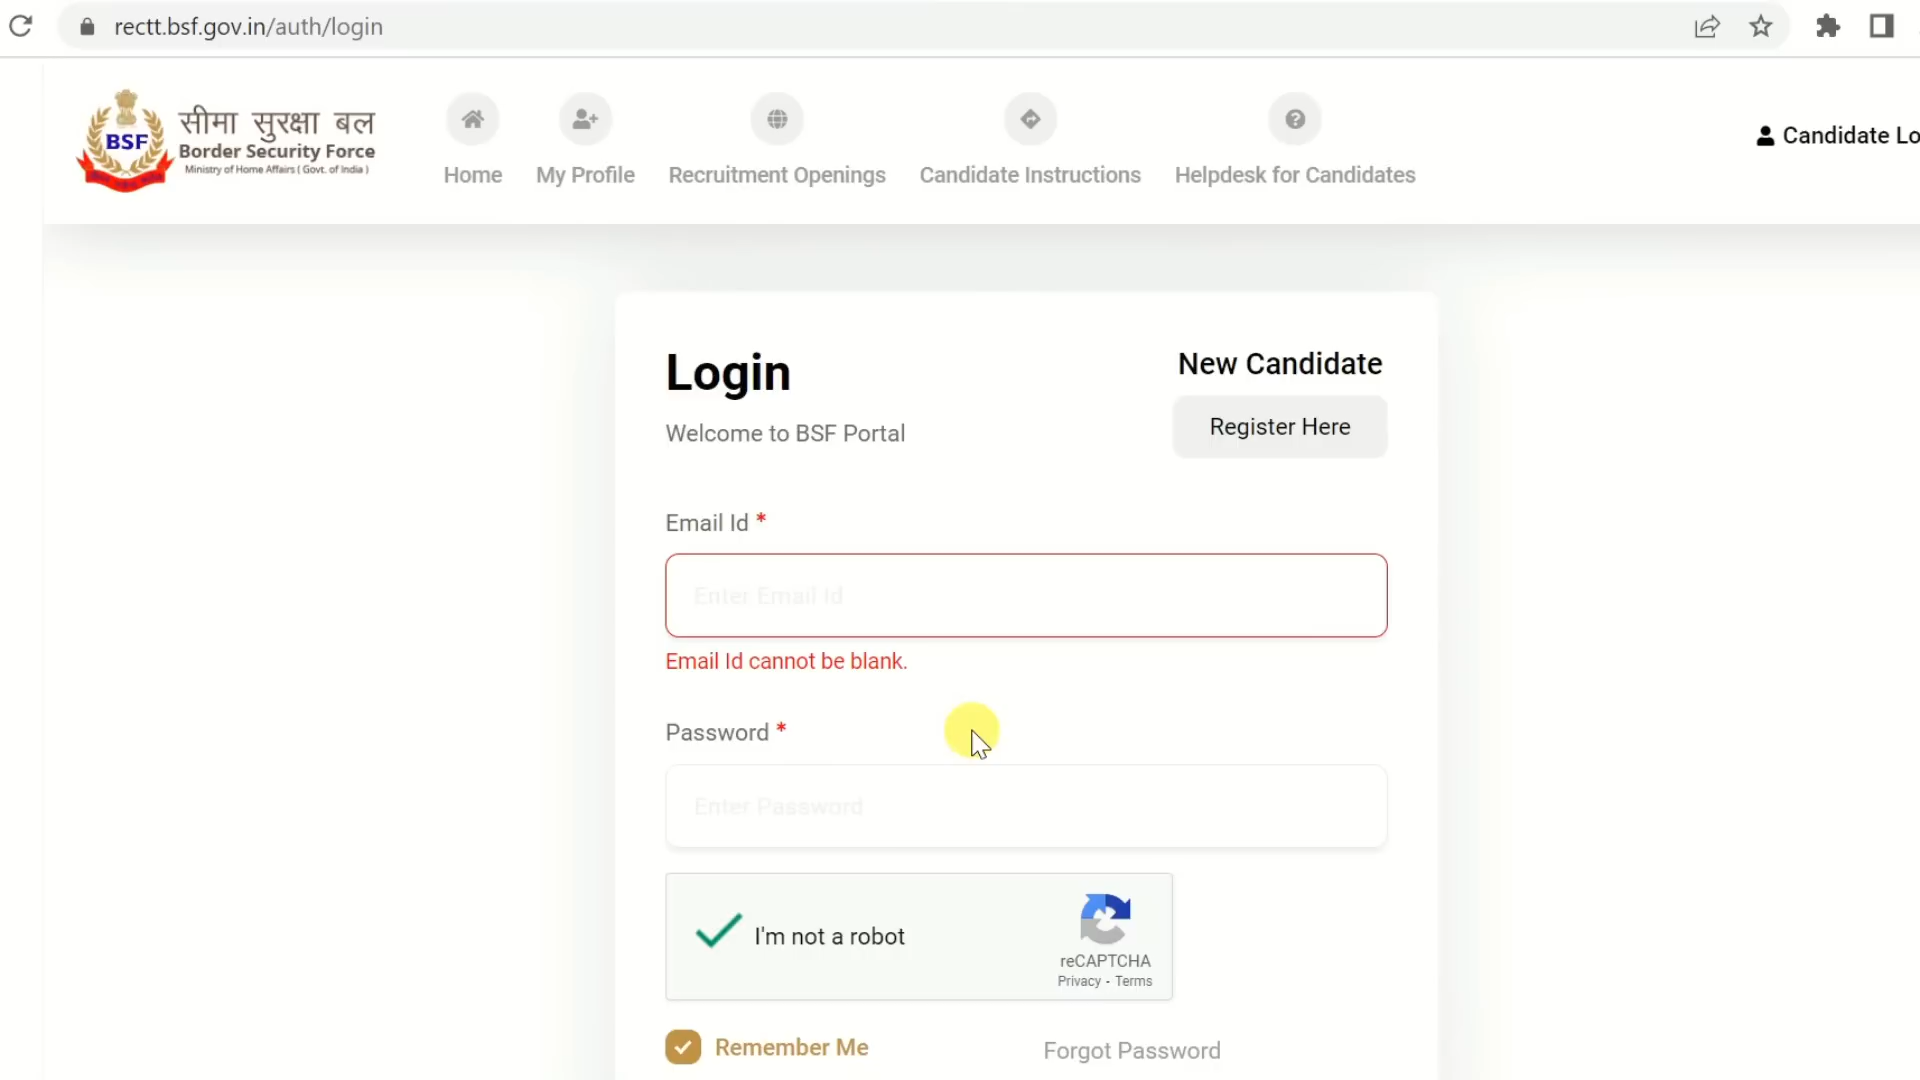 rectt.bsf.gov.in/auth/login
सीमा सुरक्षा बल
BSF
Border Security Force
Ministry of Home Affairs ( Govt. of India )
Home
My Profile
Recruitment Openings
Candidate Instructions
Helpdesk for Candidates
Candidate Lo
Login
New Candidate
Welcome to BSF Portal
Register Here
Email Id *
Enter Email Id
Email Id cannot be blank.
Password *
Enter Password
I'm not a robot
reCAPTCHA
Privacy - Terms
Remember Me
Forgot Password